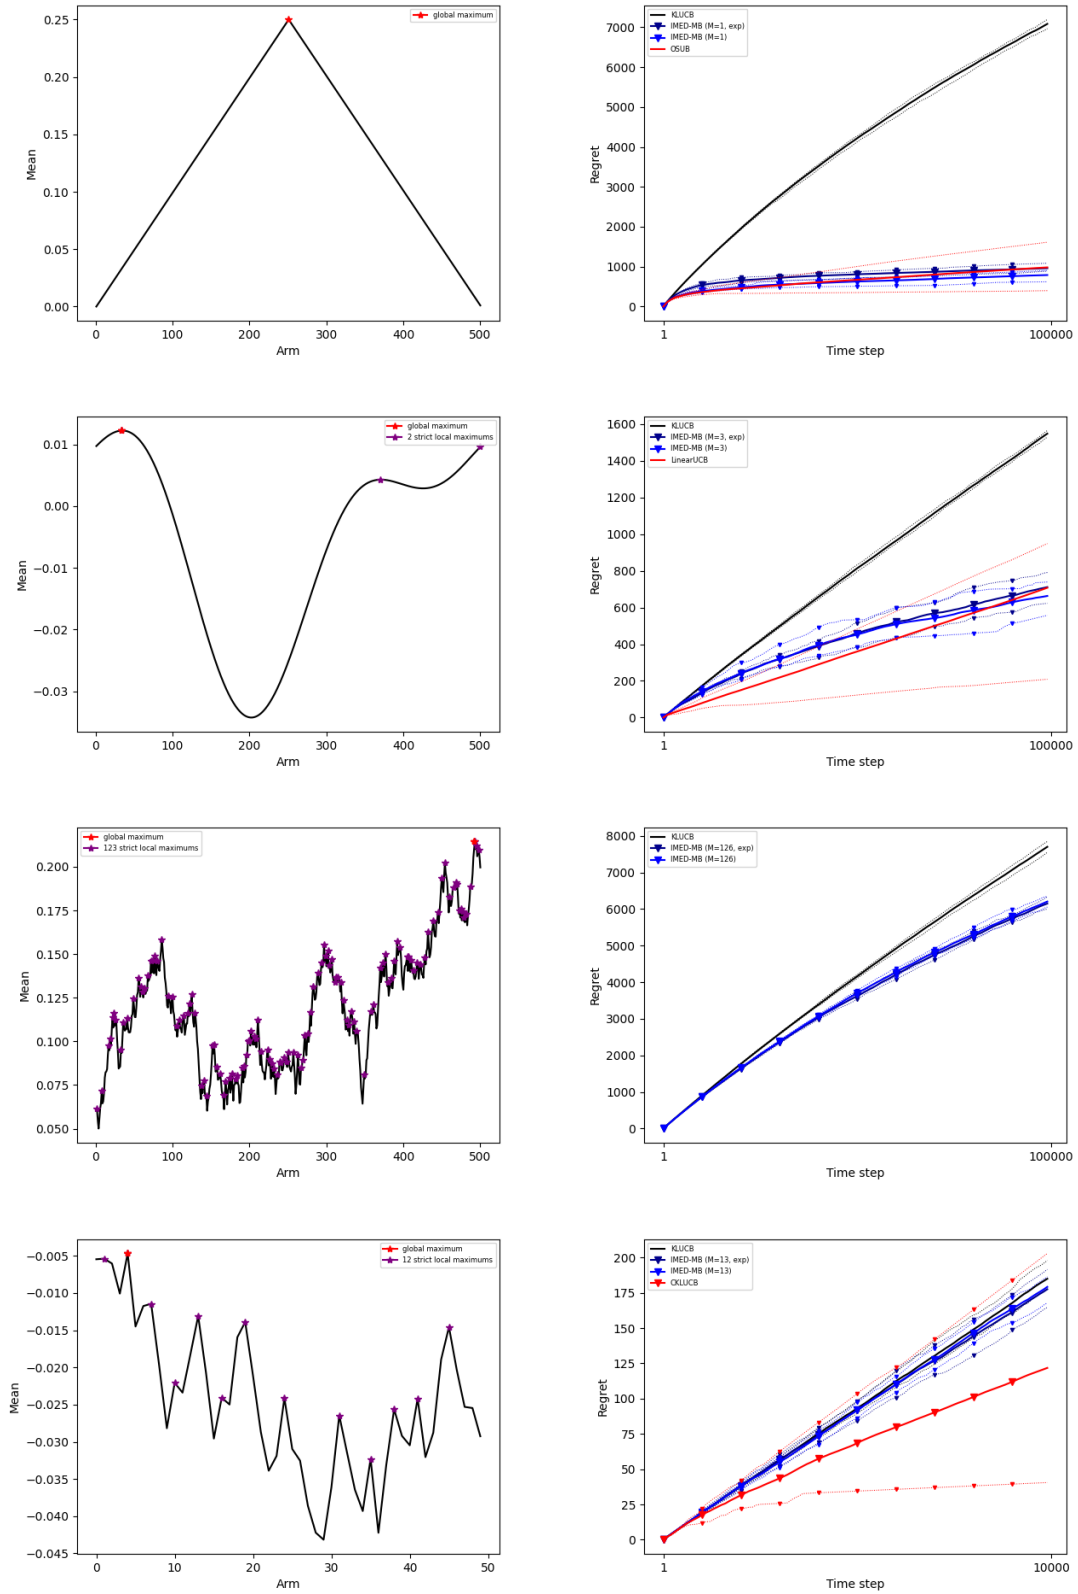 global maximum
0.25
0.20
0.15
0.10
0.05
0.00
Mean
0 100 200 300 400 500
Arm
KLUCB
IMED-MB (M=1, exp)
IMED-MB (M=1)
OSUB
7000
6000
5000
4000
3000
2000
1000
0
Regret
1 100000
Time step
global maximum
2 strict local maximums
0.01
0.00
−0.01
−0.02
−0.03
Mean
0 100 200 300 400 500
Arm
KLUCB
IMED-MB (M=3, exp)
IMED-MB (M=3)
LinearUCB
1600
1400
1200
1000
800
600
400
200
0
Regret
1 100000
Time step
global maximum
123 strict local maximums
0.200
0.175
0.150
0.125
0.100
0.075
0.050
Mean
0 100 200 300 400 500
Arm
KLUCB
IMED-MB (M=126, exp)
IMED-MB (M=126)
8000
7000
6000
5000
4000
3000
2000
1000
0
Regret
1 100000
Time step
global maximum
12 strict local maximums
−0.005
−0.010
−0.015
−0.020
−0.025
−0.030
−0.035
−0.040
−0.045
Mean
0 10 20 30 40 50
Arm
KLUCB
IMED-MB (M=13, exp)
IMED-MB (M=13)
CKLUCB
200
175
150
125
100
75
50
25
0
Regret
1 10000
Time step